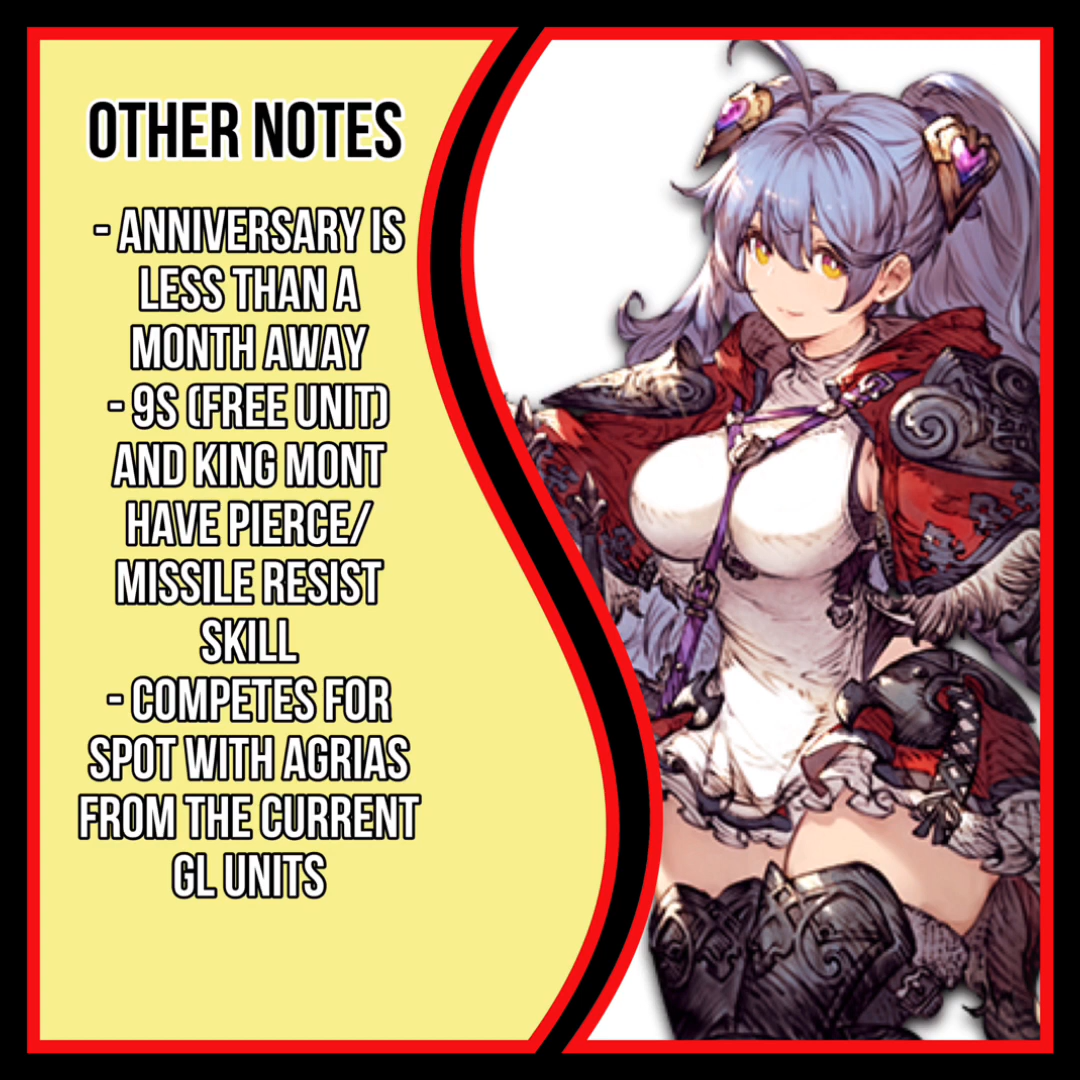 OTHER NOTES
- ANNIVERSARY IS
LESS THAN A
MONTH AWAY
- 9S (FREE UNIT)
AND KING MONT
HAVE PIERCE/
MISSILE RESIST
SKILL
- COMPETES FOR
SPOT WITH AGRIAS
FROM THE CURRENT
GL UNITS